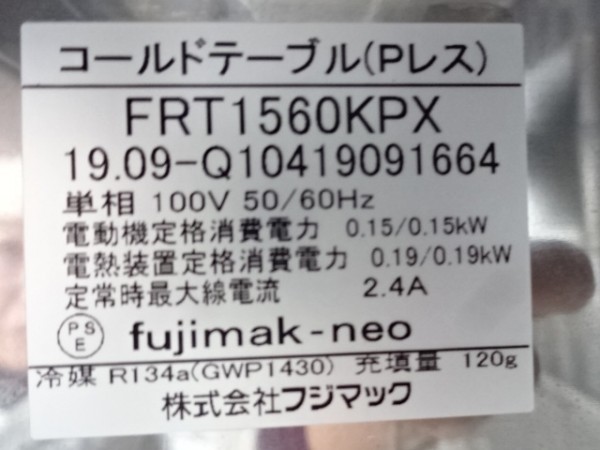 コールドテーブル(Pレス)
FRT1560KPX
19.09-Q10419091664
単相 100V 50/60Hz
電動機定格消費電力 0.15/0.15kW
電熱装置定格消費電力 0.19/0.19kW
定常時最大線電流 2.4A
PSE fujimak-neo
冷媒 R134a(GWP1430) 充填量 120g
株式会社フジマック